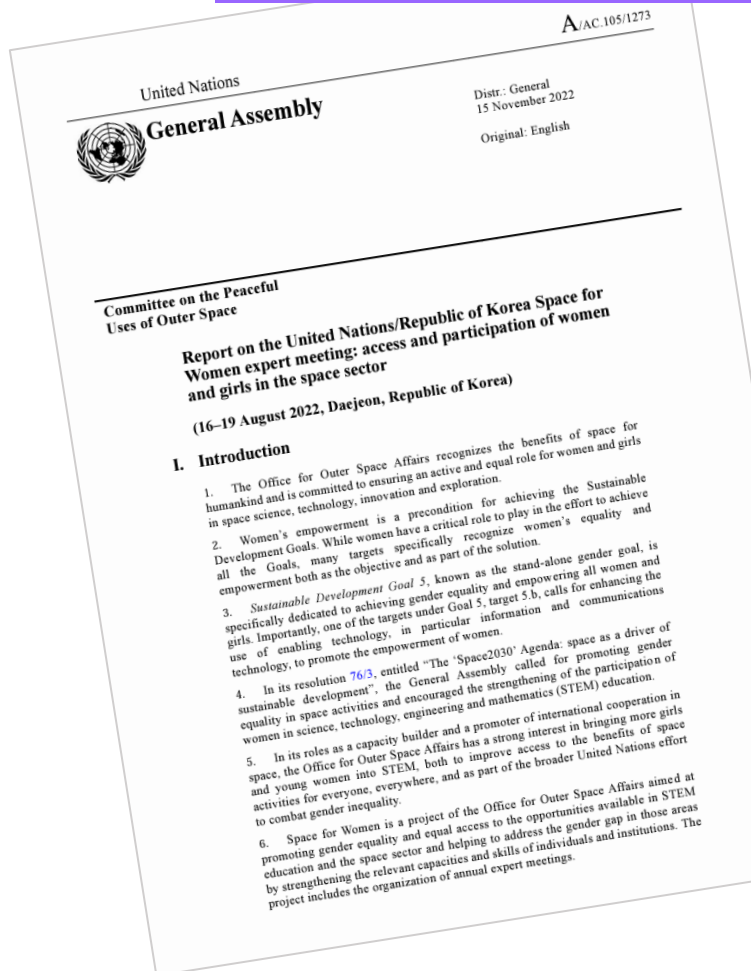 A/AC.105/1273
United Nations
General Assembly
Distr.: General
15 November 2022
Original: English
Committee on the Peaceful
Uses of Outer Space
Report on the United Nations/Republic of Korea Space for
Women expert meeting: access and participation of women
and girls in the space sector
(16–19 August 2022, Daejeon, Republic of Korea)
I. Introduction
1. The Office for Outer Space Affairs recognizes the benefits of space for
humankind and is committed to ensuring an active and equal role for women and girls
in space science, technology, innovation and exploration.
2. Women’s empowerment is a precondition for achieving the Sustainable
Development Goals. While women have a critical role to play in the effort to achieve
all the Goals, many targets specifically recognize women’s equality and
empowerment both as the objective and as part of the solution.
3. Sustainable Development Goal 5, known as the stand-alone gender goal, is
specifically dedicated to achieving gender equality and empowering all women and
girls. Importantly, one of the targets under Goal 5, target 5.b, calls for enhancing the
use of enabling technology, in particular information and communications
technology, to promote the empowerment of women.
4. In its resolution 76/3, entitled “The ‘Space2030’ Agenda: space as a driver of
sustainable development”, the General Assembly called for promoting gender
equality in space activities and encouraged the strengthening of the participation of
women in science, technology, engineering and mathematics (STEM) education.
5. In its roles as a capacity builder and a promoter of international cooperation in
space, the Office for Outer Space Affairs has a strong interest in bringing more girls
and young women into STEM, both to improve access to the benefits of space
activities for everyone, everywhere, and as part of the broader United Nations effort
to combat gender inequality.
6. Space for Women is a project of the Office for Outer Space Affairs aimed at
promoting gender equality and equal access to the opportunities available in STEM
education and the space sector and helping to address the gender gap in those areas
by strengthening the relevant capacities and skills of individuals and institutions. The
project includes the organization of annual expert meetings.